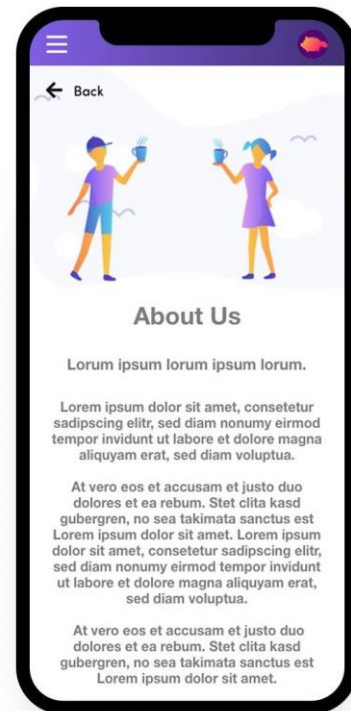 Back
About Us
Lorum ipsum lorum ipsum lorum.
Lorem ipsum dolor sit amet, consetetur
sadipscing elitr, sed diam nonumy eirmod
tempor invidunt ut labore et dolore magna
aliquyam erat, sed diam voluptua.
At vero eos et accusam et justo duo
dolores et ea rebum. Stet clita kasd
gubergren, no sea takimata sanctus est
Lorem ipsum dolor sit amet. Lorem ipsum
dolor sit amet, consetetur sadipscing elitr,
sed diam nonumy eirmod tempor invidunt
ut labore et dolore magna aliquyam erat,
sed diam voluptua.
At vero eos et accusam et justo duo
dolores et ea rebum. Stet clita kasd
gubergren, no sea takimata sanctus est
Lorem ipsum dolor sit amet.